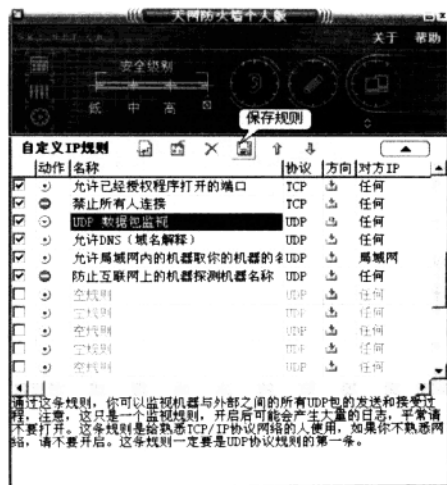 天网防火墙个人版
关于 帮助
安全级别
低 中 高
保存规则
自定义IP规则
动作 名称 协议 方向 对方IP
允许已经授权程序打开的端口 TCP 任何
禁止所有人连接 TCP 任何
UDP 数据包监视 UDP 任何
允许DNS（域名解释） UDP 任何
允许局域网内的机器取你的机器的名 UDP 局域网
防止互联网上的机器探测机器名称 UDP 任何
空规则 UDP 任何
空规则 UDP 任何
空规则 UDP 任何
空规则 UDP 任何
通过这条规则，你可以监视机器与外部之间的所有UDP包的发送和接受过
程，注意，这只是一个监视规则，开启后可能会产生大量的日志，平常请
不要打开。这条规则是给熟悉TCP/IP协议网络的人使用，如果你不熟悉网
络，请不要开启。这条规则一定要是UDP协议规则的第一条。